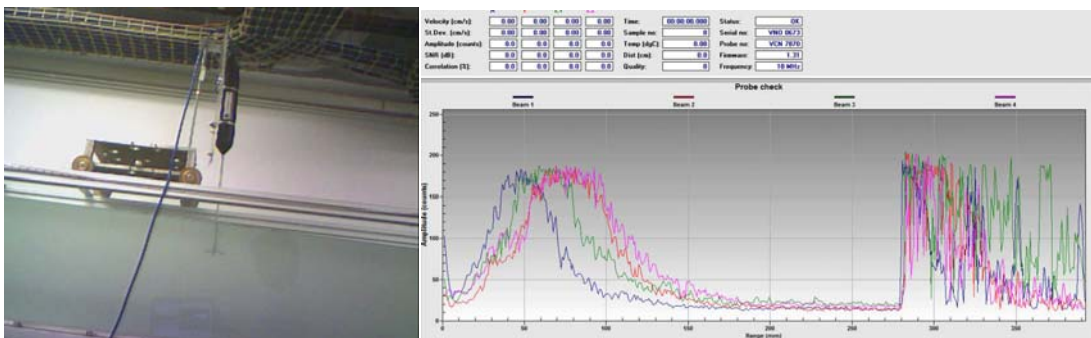 Velocity (cm/s): 0.00 0.00 0.00 0.00 Time: 00:00:00.000 Status: OK
St.Dev. (cm/s): 0.00 0.00 0.00 0.00 Sample no: 0 Serial no: VNO 0673
Amplitude (counts) 0.0 0.0 0.0 0.0 Temp (dgC): 0.00 Probe no: VCN 7870
SNR (dB): 0.0 0.0 0.0 0.0 Dist (cm): 0.0 Firmware: 1.31
Correlation (%): 0.0 0.0 0.0 0.0 Quality: 0 Frequency: 10 MHz
Probe check
Beam 1 Beam 2 Beam 3 Beam 4
250
200
150
100
50
0
Amplitude (counts)
0 50 100 150 200 250 300 350
Range (mm)